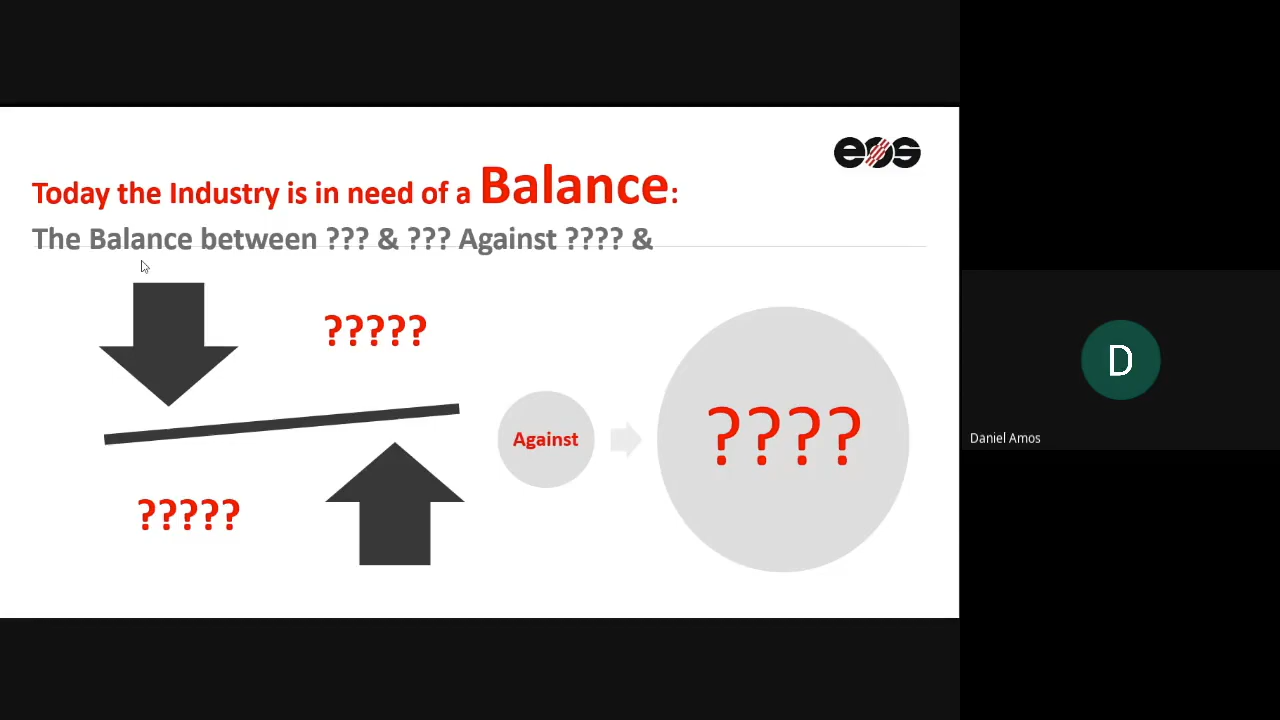 eos
Today the Industry is in need of a Balance:
The Balance between ??? & ??? Against ???? &
?????
Against
????
?????
D
Daniel Amos